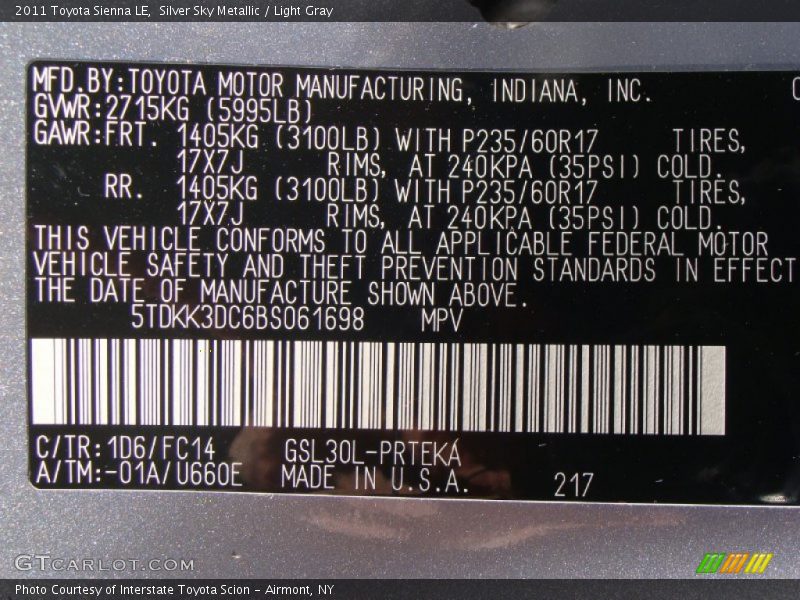 2011 Toyota Sienna LE, Silver Sky Metallic / Light Gray
MFD.BY:TOYOTA MOTOR MANUFACTURING, INDIANA, INC.
GVWR:2715KG (5995LB)
GAWR:FRT. 1405KG (3100LB) WITH P235/60R17 TIRES,
17X7J RIMS, AT 240KPA (35PSI) COLD.
RR. 1405KG (3100LB) WITH P235/60R17 TIRES,
17X7J RIMS, AT 240KPA (35PSI) COLD.
THIS VEHICLE CONFORMS TO ALL APPLICABLE FEDERAL MOTOR
VEHICLE SAFETY AND THEFT PREVENTION STANDARDS IN EFFECT
THE DATE OF MANUFACTURE SHOWN ABOVE.
5TDKK3DC6BS061698 MPV
C/TR:1D6/FC14 GSL30L-PRTEKA
A/TM:-01A/U660E MADE IN U.S.A. 217
GTCARLOT.COM
Photo Courtesy of Interstate Toyota Scion - Airmont, NY